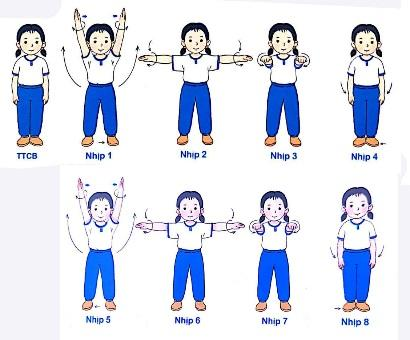 TTCB
Nhịp 1
Nhịp 2
Nhịp 3
Nhịp 4
Nhịp 5
Nhịp 6
Nhịp 7
Nhịp 8